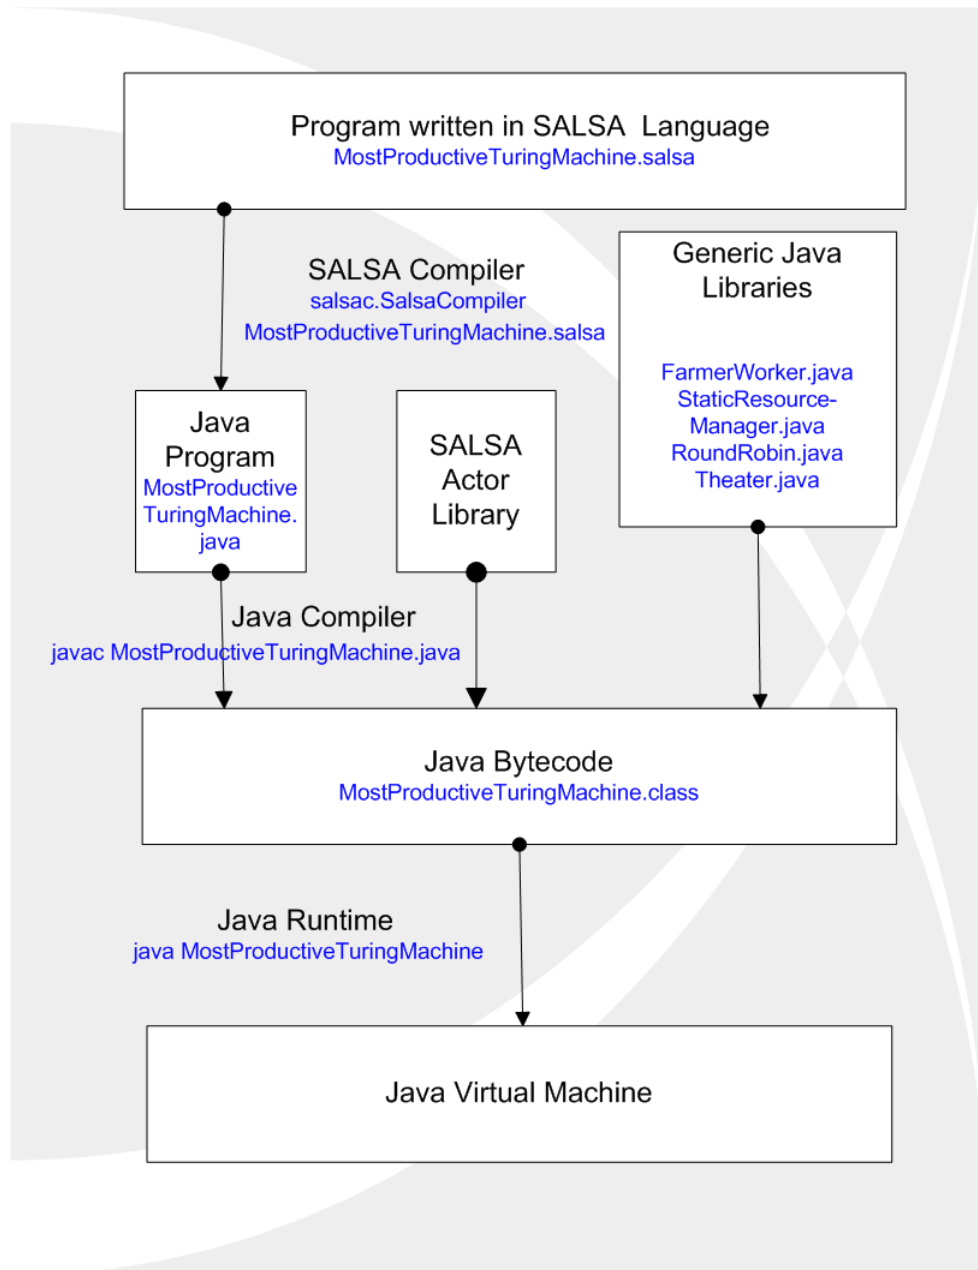 Program written in SALSA Language
MostProductiveTuringMachine.salsa
SALSA Compiler
salsac.SalsaCompiler
MostProductiveTuringMachine.salsa
Generic Java
Libraries
FarmerWorker.java
StaticResource-
Manager.java
RoundRobin.java
Theater.java
Java
Program
MostProductive
TuringMachine.
java
SALSA
Actor
Library
Java Compiler
javac MostProductiveTuringMachine.java
Java Bytecode
MostProductiveTuringMachine.class
Java Runtime
java MostProductiveTuringMachine
Java Virtual Machine